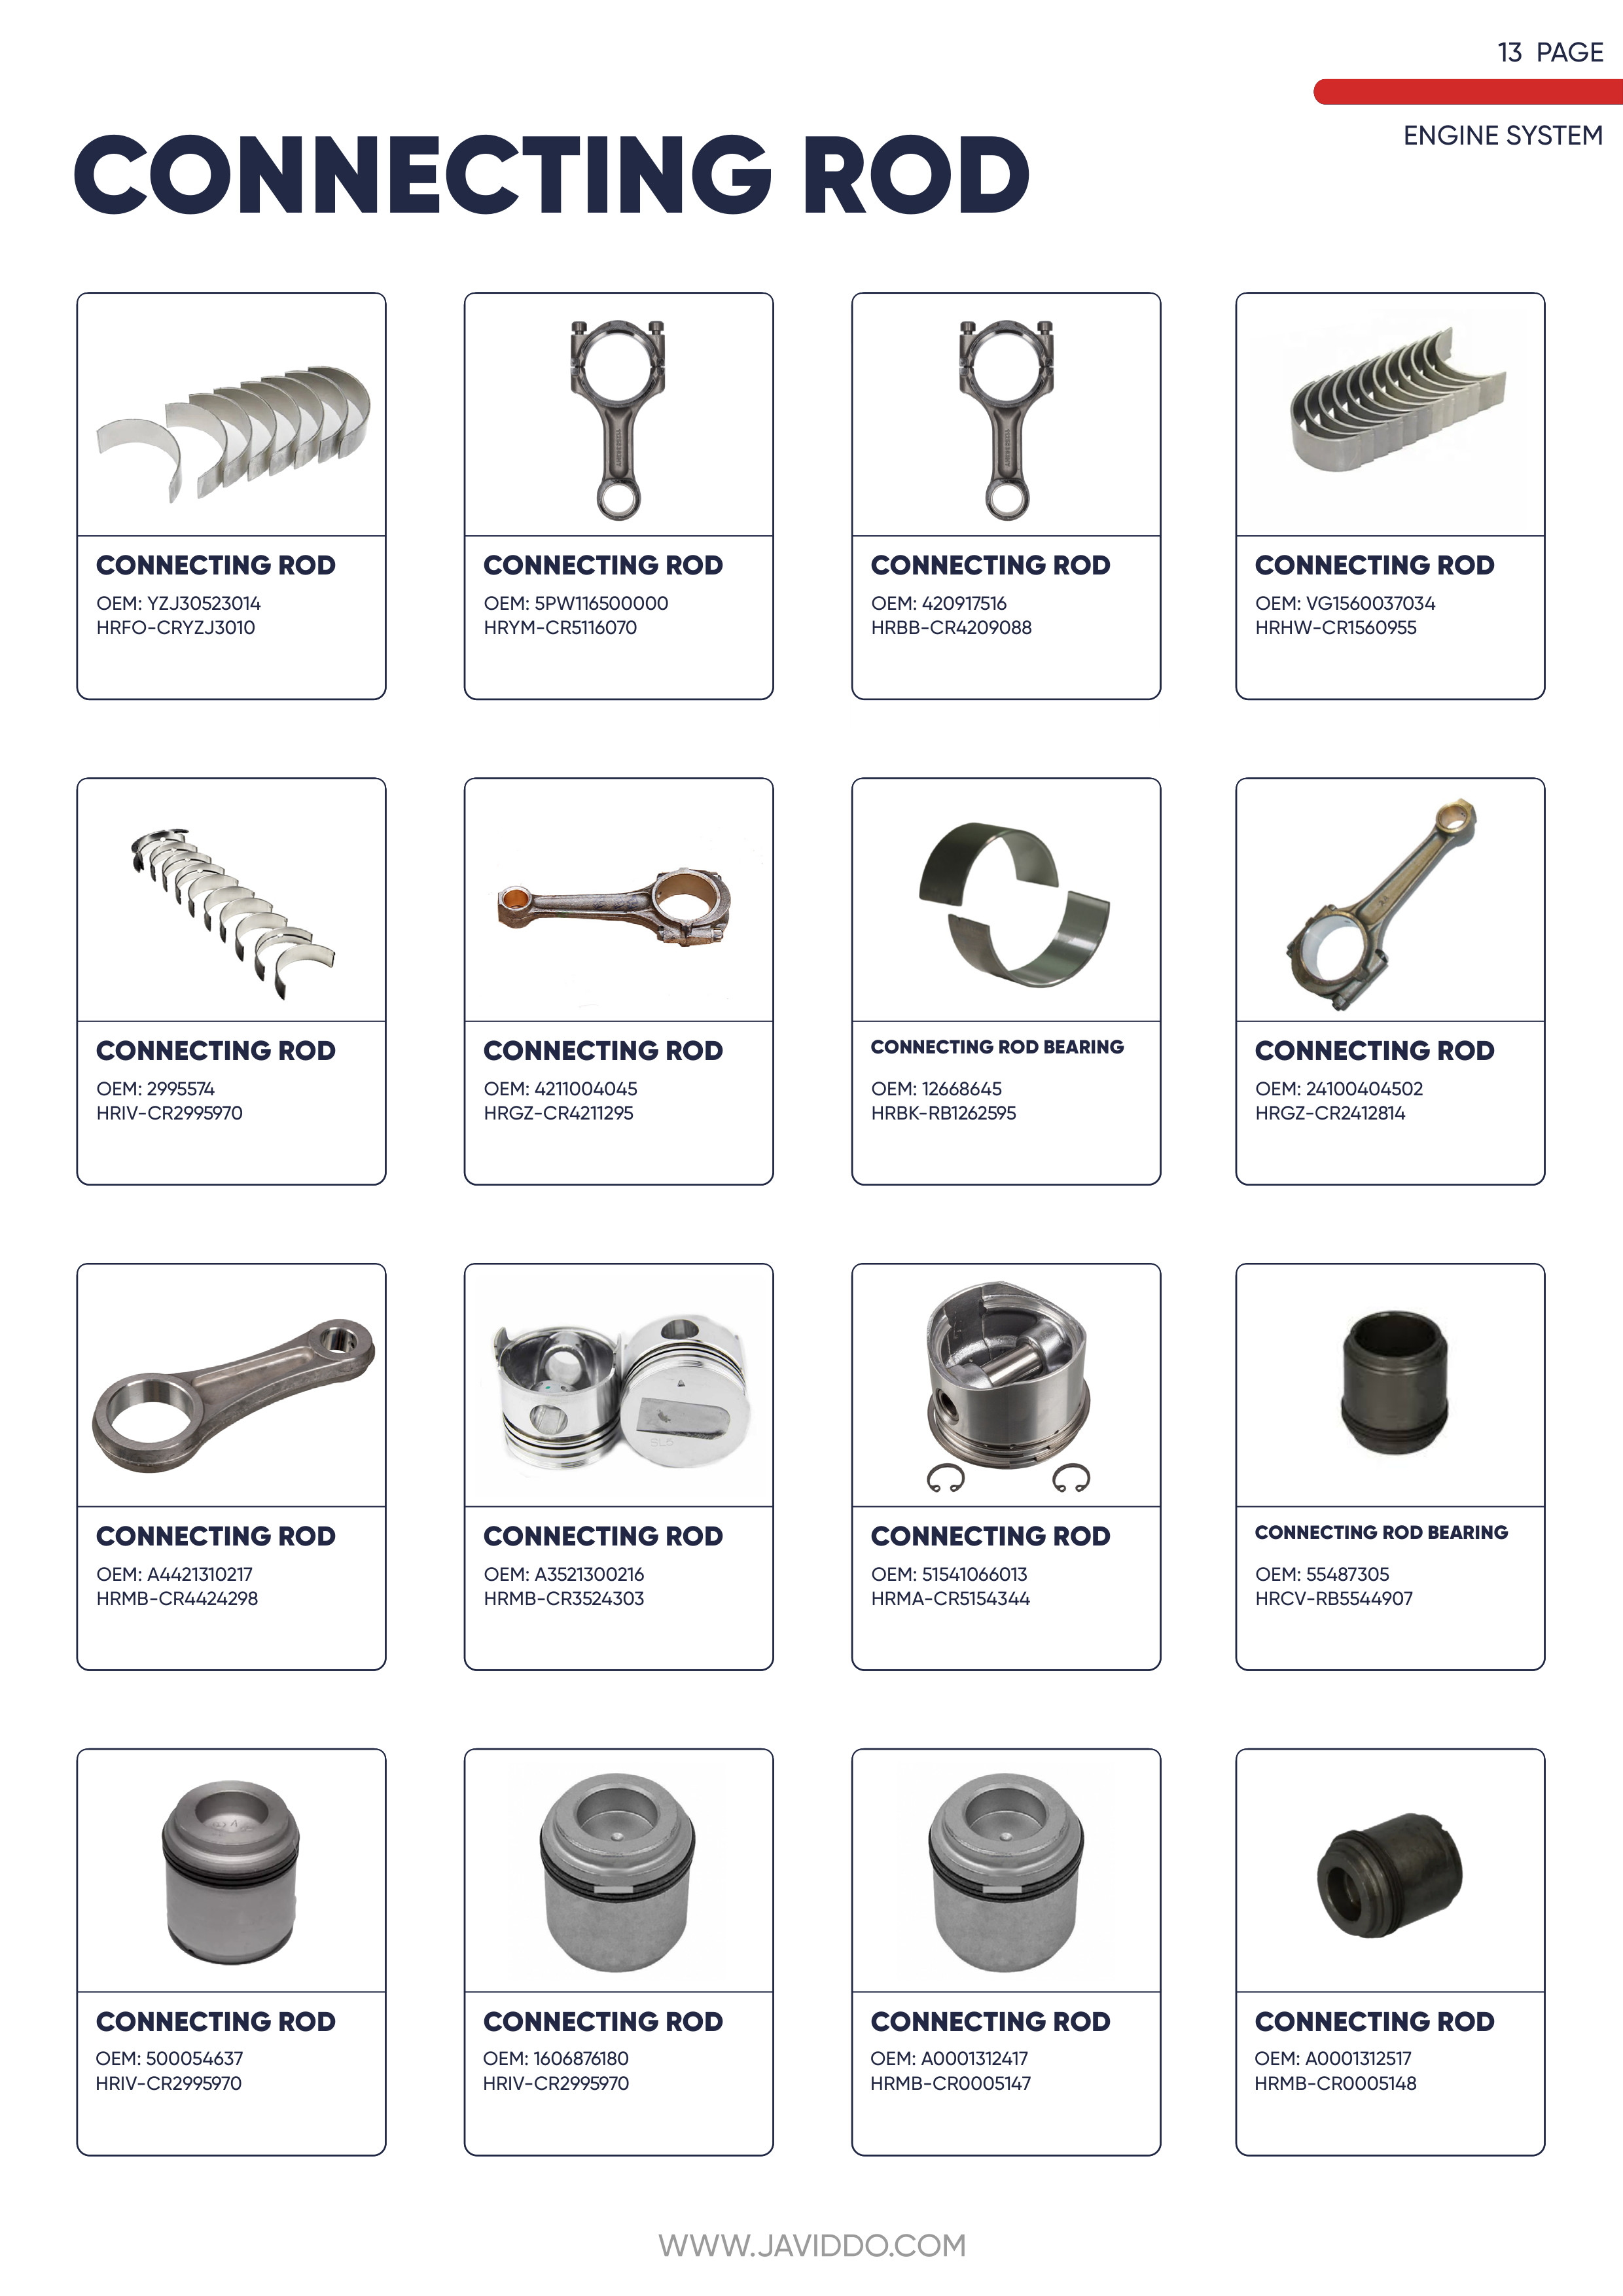 13 PAGE
ENGINE SYSTEM
CONNECTING ROD
CONNECTING ROD
OEM: YZJ30523014
HRFO-CRYZJ3010
CONNECTING ROD
OEM: 5PW116500000
HRYM-CR5116070
CONNECTING ROD
OEM: 420917516
HRBB-CR4209088
CONNECTING ROD
OEM: VG1560037034
HRHW-CR1560955
CONNECTING ROD
OEM: 2995574
HRIV-CR2995970
CONNECTING ROD
OEM: 4211004045
HRGZ-CR4211295
CONNECTING ROD BEARING
OEM: 12668645
HRBK-RB1262595
CONNECTING ROD
OEM: 24100404502
HRGZ-CR2412814
CONNECTING ROD
OEM: A4421310217
HRMB-CR4424298
CONNECTING ROD
OEM: A3521300216
HRMB-CR3524303
CONNECTING ROD
OEM: 51541066013
HRMA-CR5154344
CONNECTING ROD BEARING
OEM: 55487305
HRCV-RB5544907
CONNECTING ROD
OEM: 500054637
HRIV-CR2995970
CONNECTING ROD
OEM: 1606876180
HRIV-CR2995970
CONNECTING ROD
OEM: A0001312417
HRMB-CR0005147
CONNECTING ROD
OEM: A0001312517
HRMB-CR0005148
WWW.JAVIDDO.COM